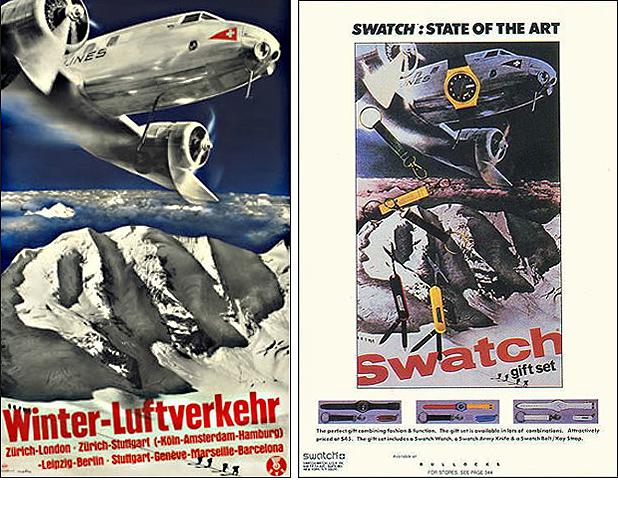 LINES
Winter-Luftverkehr
Zürich-London · Zürich-Stuttgart (-Köln-Amsterdam-Hamburg)
-Leipzig-Berlin · Stuttgart-Genève-Marseille-Barcelona
SWATCH : STATE OF THE ART
LINES
Swatch
gift set
The perfect gift combining fashion & function. The gift set is available in lots of combinations. Attractively
priced at $45. The gift set includes a Swatch Watch, a Swatch Army Knife & a Swatch Belt/Key Strap.
swatch
Available at
BULLOCKS
FOR STORES, SEE PAGE 344